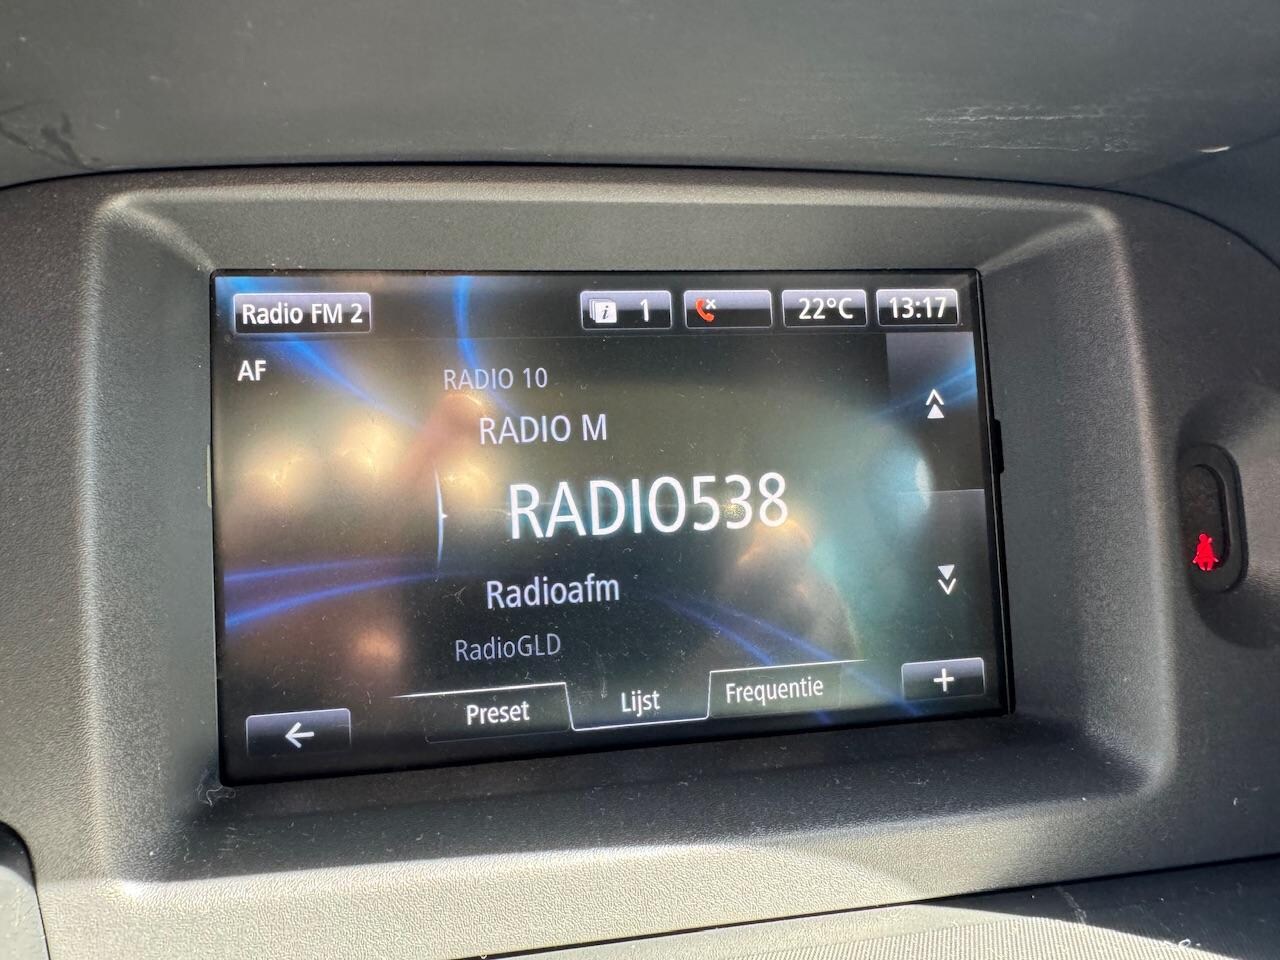 Radio FM 2
i 1
22°C
13:17
AF
RADIO 10
RADIO M
RADIO538
Radioafm
RadioGLD
Preset
Lijst
Frequentie
+